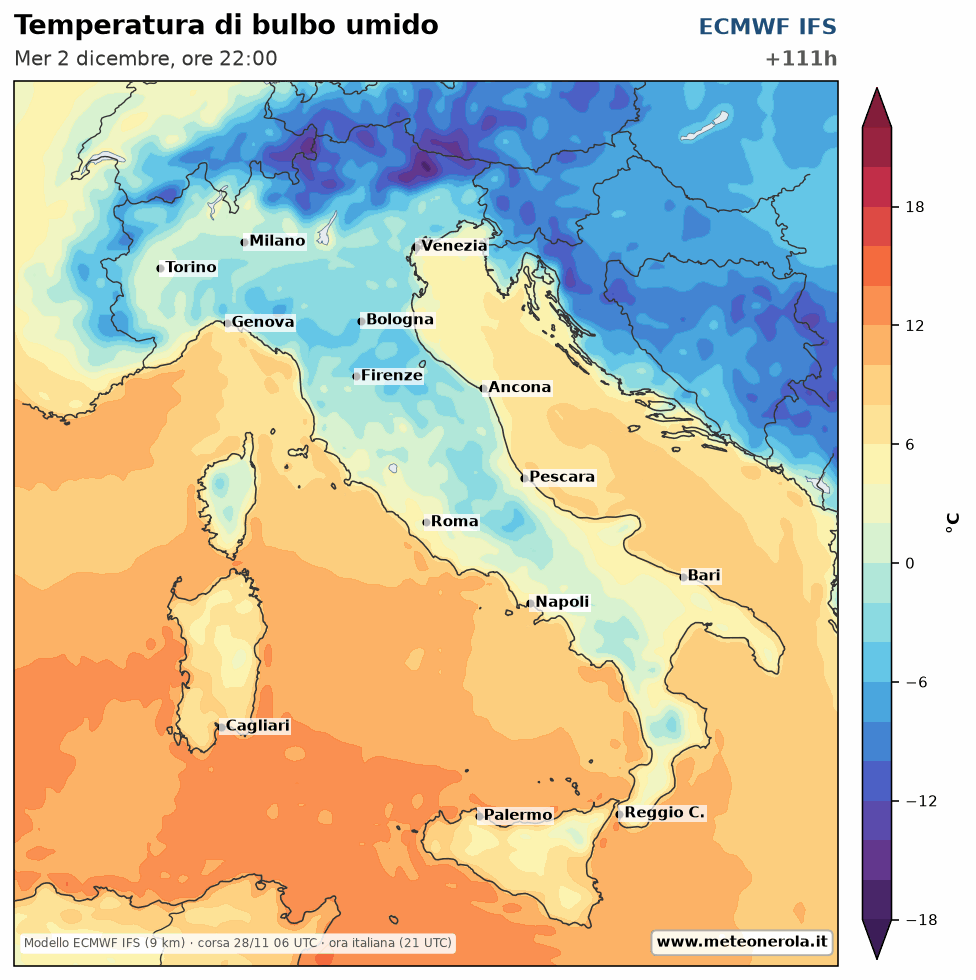 Temperatura di bulbo umido
ECMWF IFS
Mer 2 dicembre, ore 22:00
+111h
Milano
Venezia
Torino
Genova
Bologna
Firenze
Ancona
Pescara
Roma
Bari
Napoli
Cagliari
Palermo
Reggio C.
18
12
6
0
−6
−12
−18
°C
Modello ECMWF IFS (9 km) · corsa 28/11 06 UTC · ora italiana (21 UTC)
www.meteonerola.it